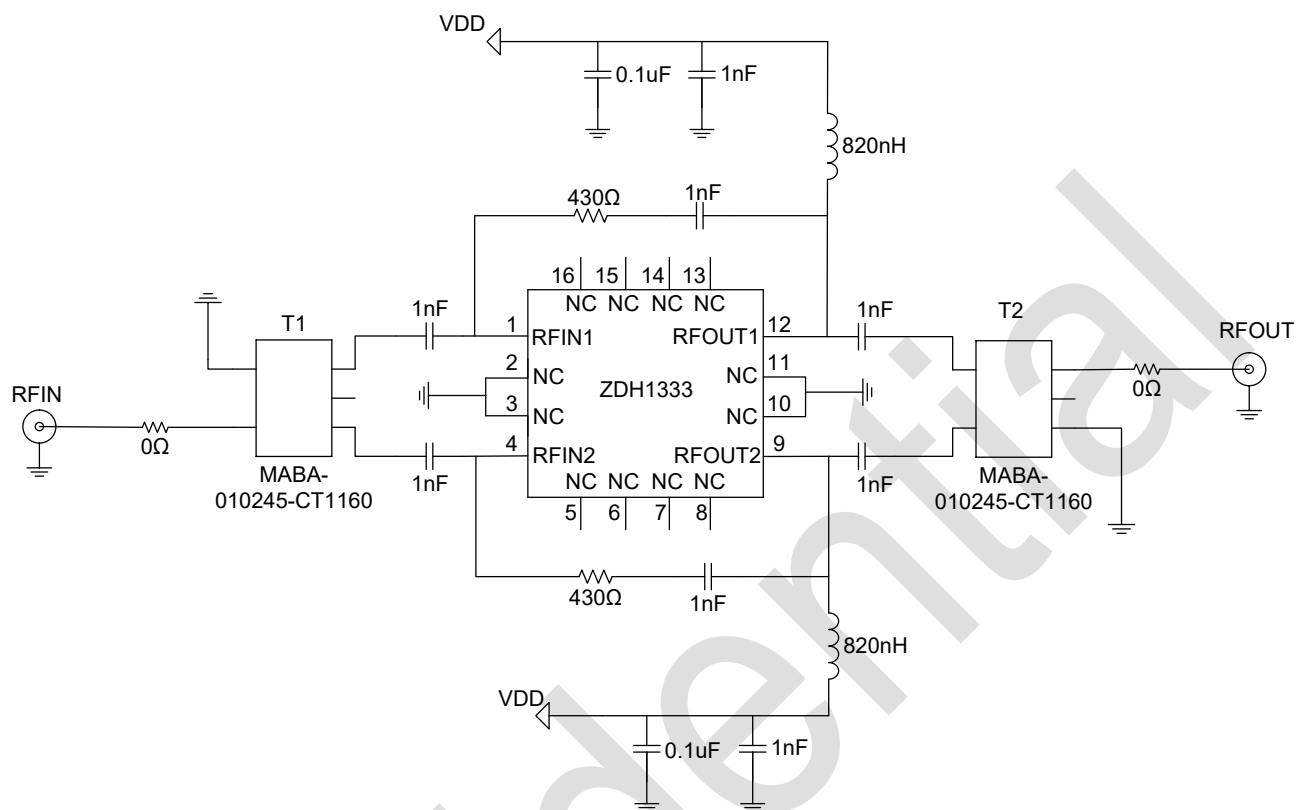 VDD
0.1uF
1nF
820nH
430Ω
1nF
16
15
14
13
NC
NC
NC
NC
T1
1nF
1
RFIN1
RFOUT1
12
1nF
T2
RFOUT
2
NC
NC
11
ZDH1333
0Ω
RFIN
3
NC
NC
10
0Ω
4
RFIN2
RFOUT2
9
1nF
1nF
MABA-
010245-CT1160
MABA-
010245-CT1160
NC
NC
NC
NC
5
6
7
8
430Ω
1nF
820nH
VDD
0.1uF
1nF